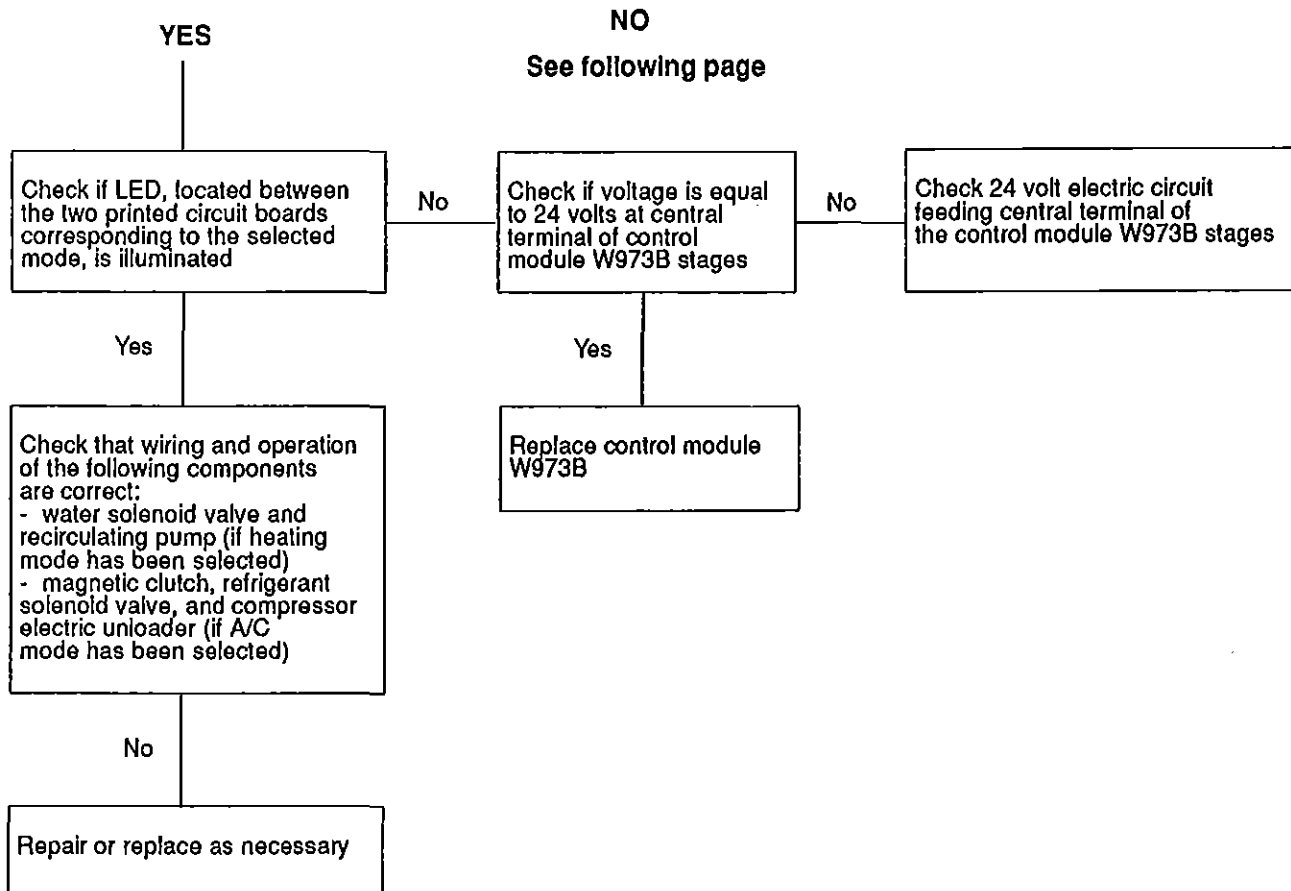 YES
NO
See following page
Check if LED, located between
the two printed circuit boards
corresponding to the selected
mode, is illuminated
No
Check if voltage is equal
to 24 volts at central
terminal of control
module W973B stages
No
Check 24 volt electric circuit
feeding central terminal of
the control module W973B stages
Yes
Yes
Check that wiring and operation
of the following components
are correct:
- water solenoid valve and
recirculating pump (if heating
mode has been selected)
- magnetic clutch, refrigerant
solenoid valve, and compressor
electric unloader (if A/C
mode has been selected)
Replace control module
W973B
No
Repair or replace as necessary